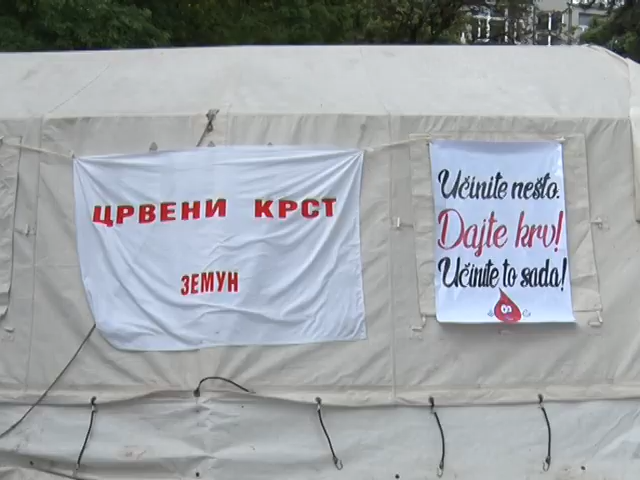 ЦРВЕНИ КРСТ
ЗЕМУН
Učinite nešto.
Dajte krv!
Učinite to sada!